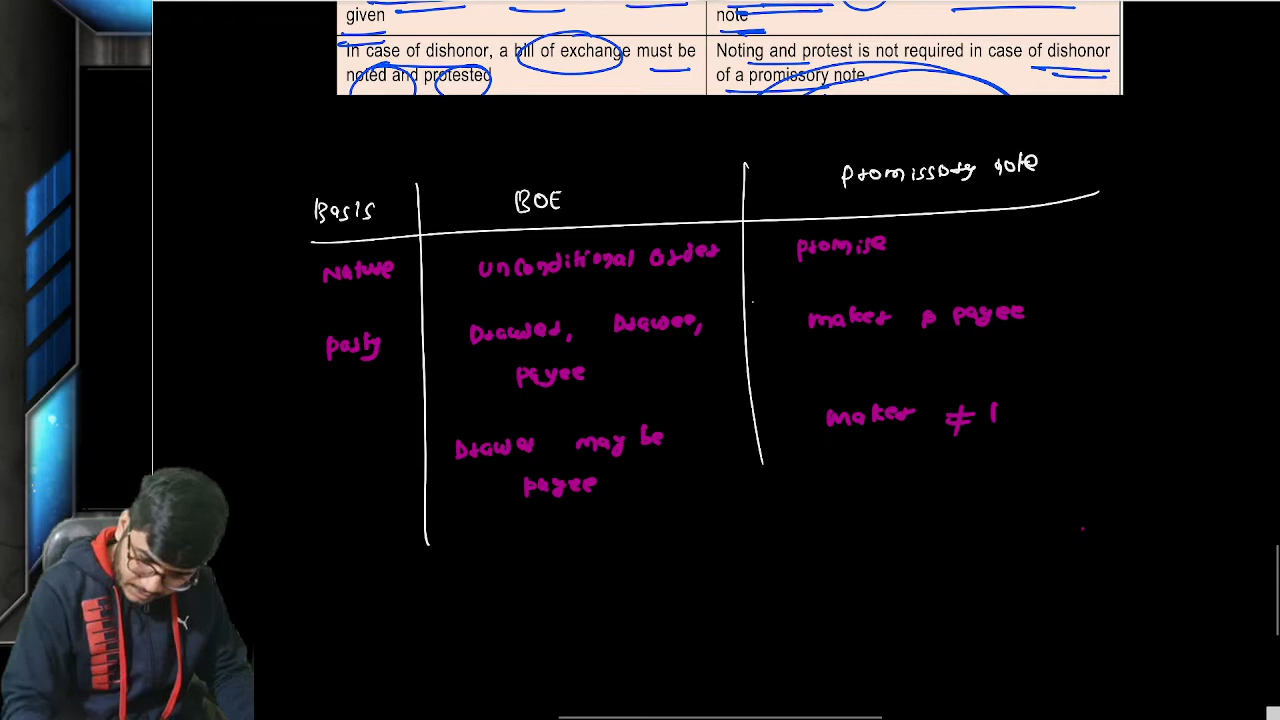 given
note
In case of dishonor, a bill of exchange must be noted and protested
Noting and protest is not required in case of dishonor of a promissory note.
Basis
BOE
Promissory note
Nature
Unconditional Order
Promise
Party
Drawer, Drawee,
Payee
Maker & Payee
Drawer may be
payee
Maker ≠